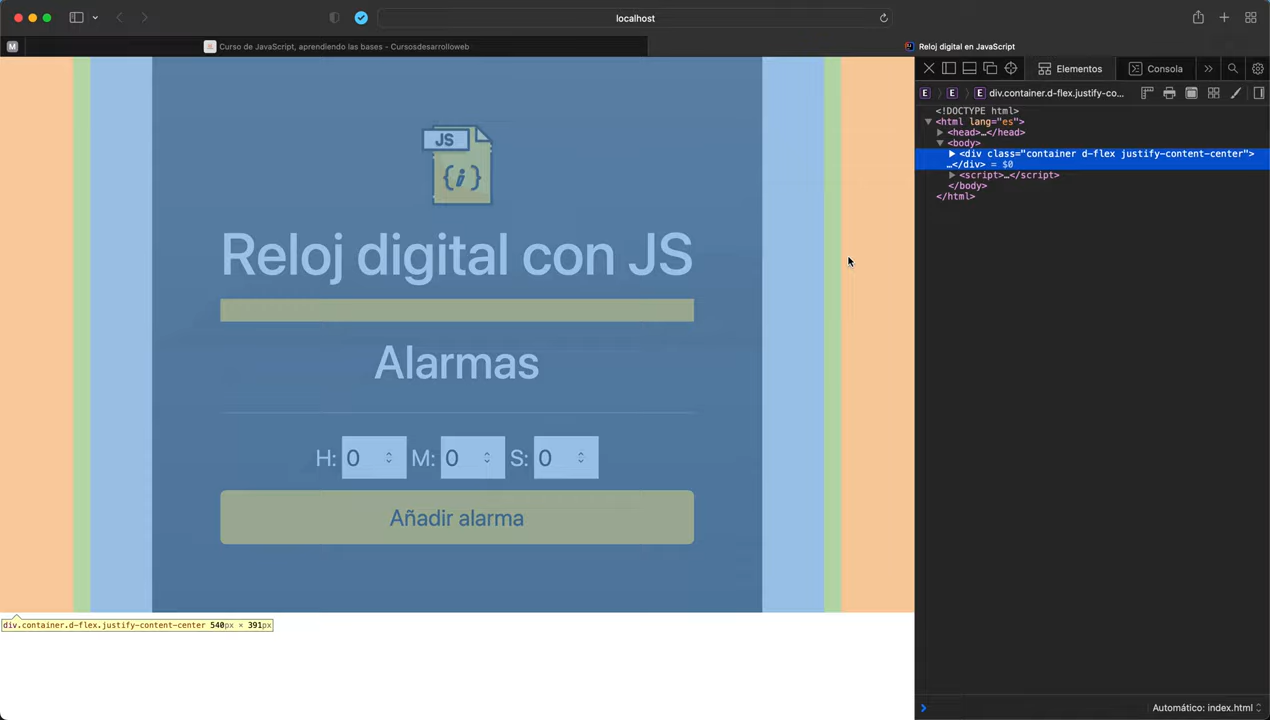 localhost
M
Curso de JavaScript, aprendiendo las bases - Cursosdesarrolloweb
Reloj digital en JavaScript
Elementos
Consola
E E E div.container.d-flex.justify-co...
<!DOCTYPE html>
<html lang="es">
<head>…</head>
<body>
<div class="container d-flex justify-content-center">
…</div> = $0
<script>…</script>
</body>
</html>
JS
{i}
Reloj digital con JS
Alarmas
H: 0 M: 0 S: 0
Añadir alarma
div.container.d-flex.justify-content-center 540px × 391px
Automático: index.html